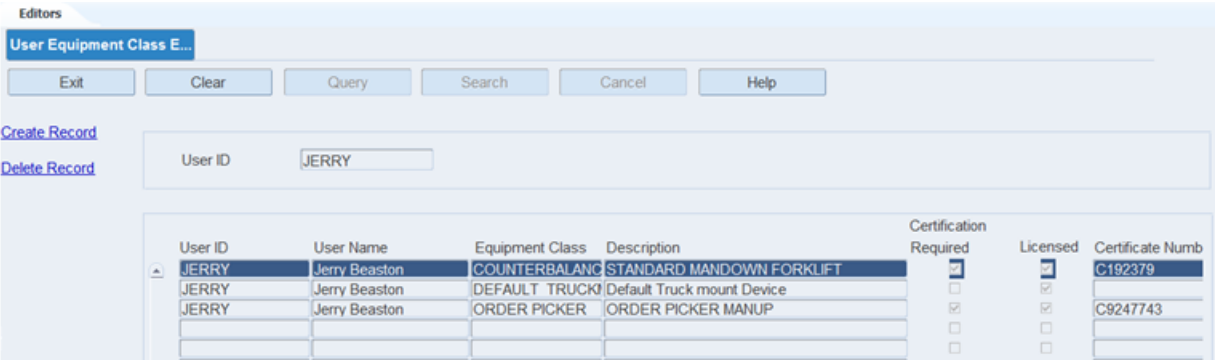 Editors
User Equipment Class E...
Exit Clear Query Search Cancel Help
Create Record
Delete Record
User ID JERRY
Certification
User ID User Name Equipment Class Description Required Licensed Certificate Numb
JERRY Jerry Beaston COUNTERBALANC STANDARD MANDOWN FORKLIFT C192379
JERRY Jerry Beaston DEFAULT TRUCKM Default Truck mount Device
JERRY Jerry Beaston ORDER PICKER ORDER PICKER MANUP C9247743